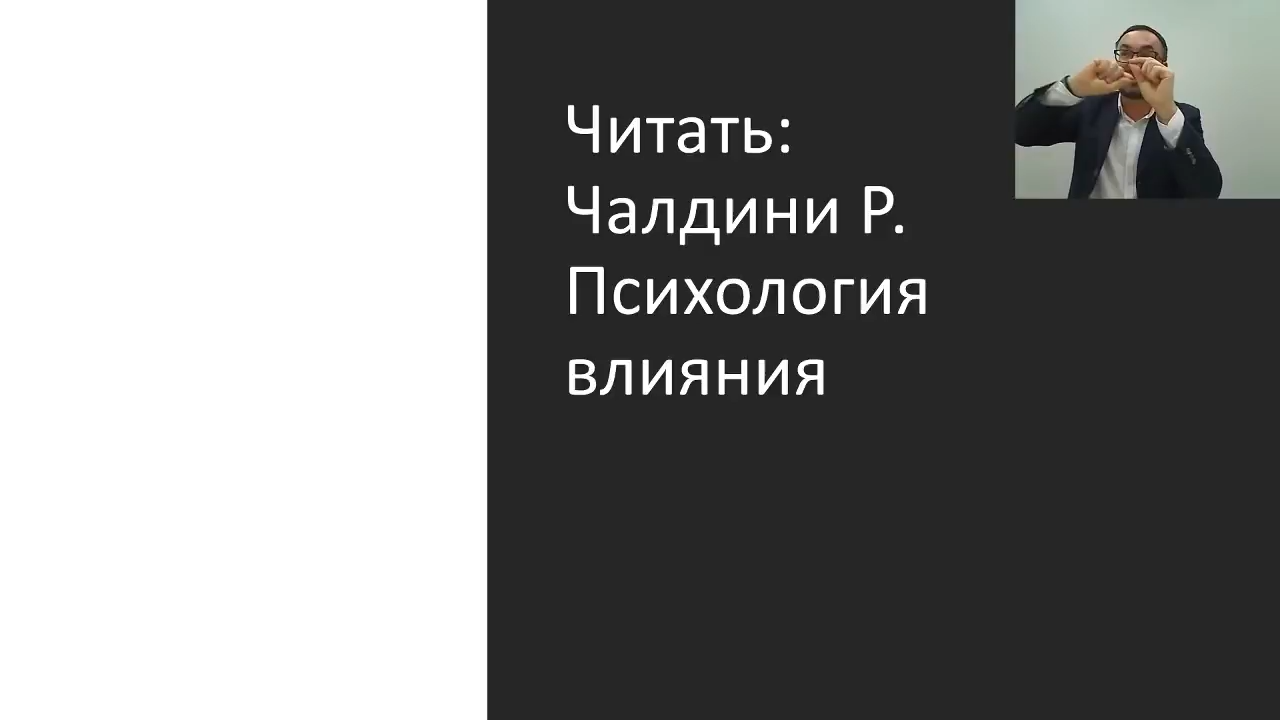 Читать:
Чалдини Р.
Психология
влияния